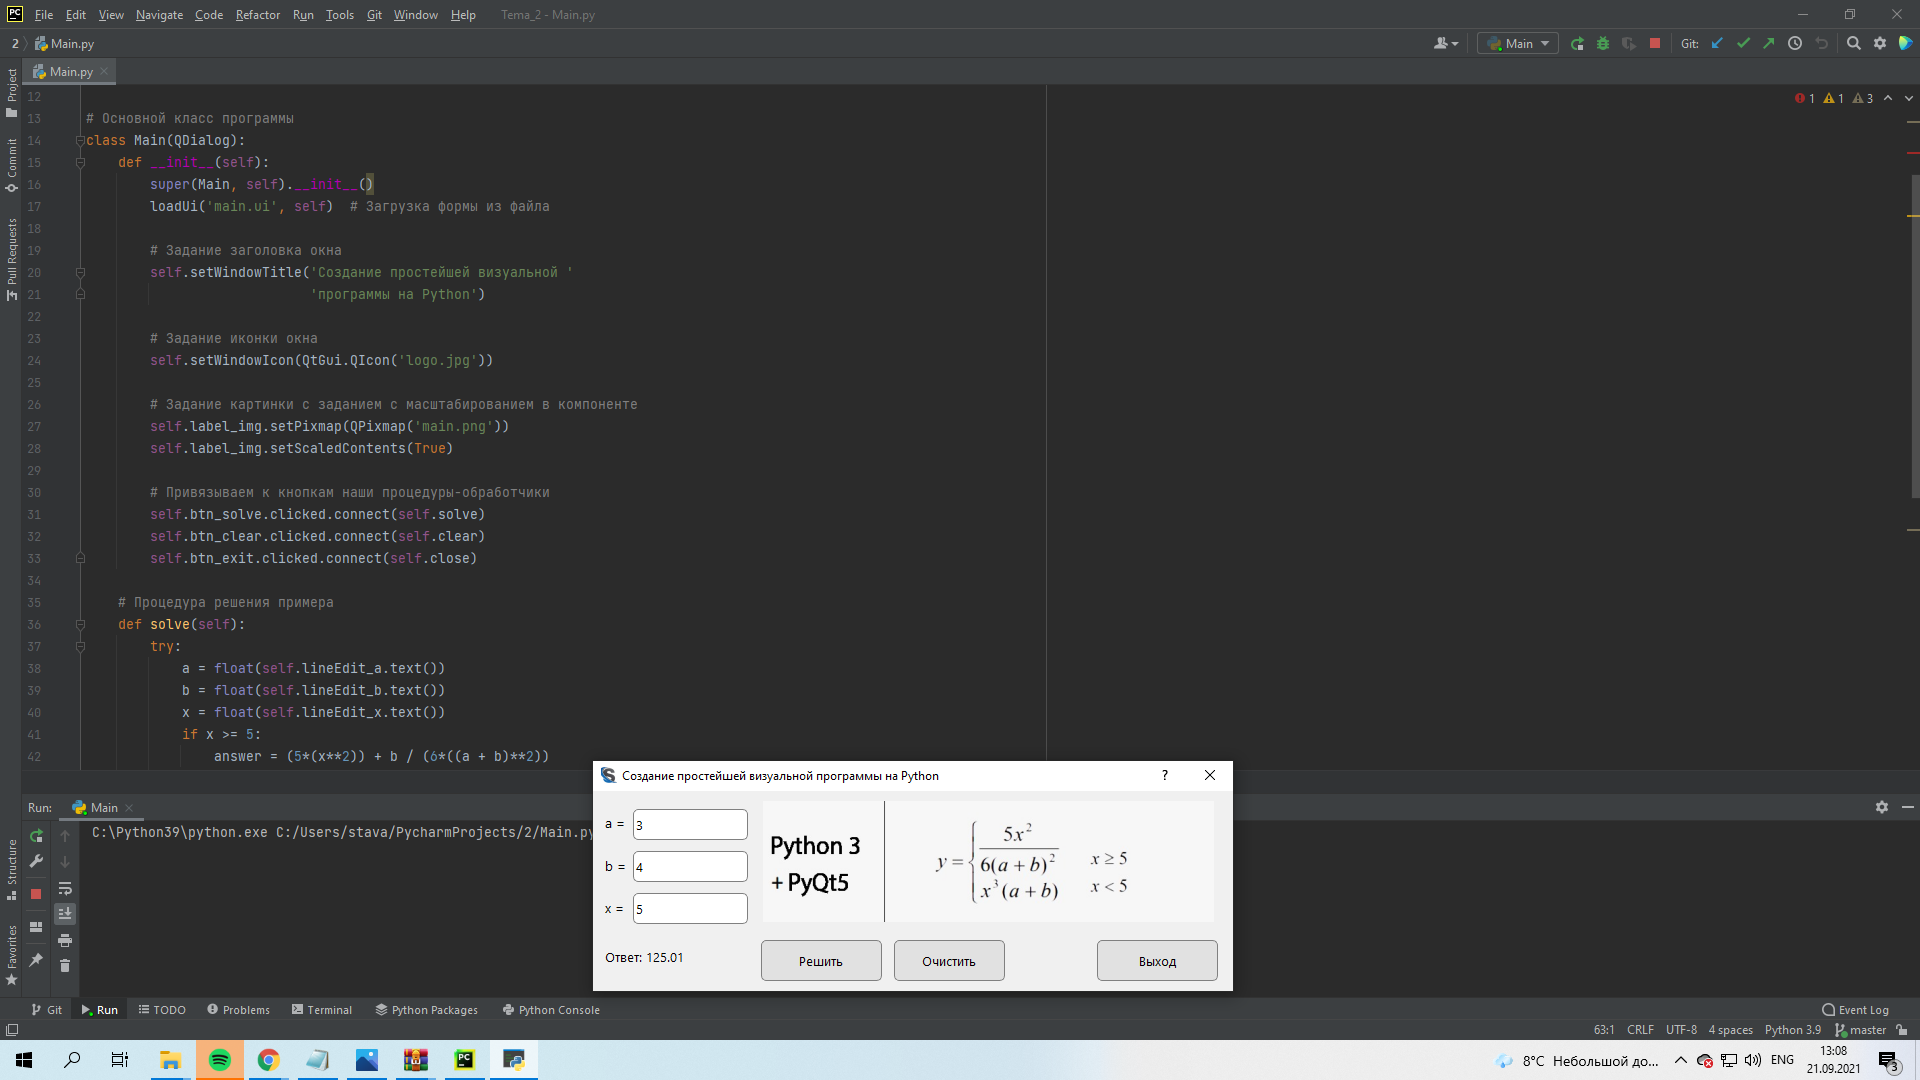 File Edit View Navigate Code Refactor Run Tools Git Window Help Tema_2 - Main.py
2 Main.py Main Git:
Main.py
1 1 3
12
13 # Основной класс программы
14 class Main(QDialog):
15 def __init__(self):
16 super(Main, self).__init__()
17 loadUi('main.ui', self)  # Загрузка формы из файла
18
19 # Задание заголовка окна
20 self.setWindowTitle('Создание простейшей визуальной '
21 'программы на Python')
22
23 # Задание иконки окна
24 self.setWindowIcon(QtGui.QIcon('logo.jpg'))
25
26 # Задание картинки с заданием с масштабированием в компоненте
27 self.label_img.setPixmap(QPixmap('main.png'))
28 self.label_img.setScaledContents(True)
29
30 # Привязываем к кнопкам наши процедуры-обработчики
31 self.btn_solve.clicked.connect(self.solve)
32 self.btn_clear.clicked.connect(self.clear)
33 self.btn_exit.clicked.connect(self.close)
34
35 # Процедура решения примера
36 def solve(self):
37 try:
38 a = float(self.lineEdit_a.text())
39 b = float(self.lineEdit_b.text())
40 x = float(self.lineEdit_x.text())
41 if x >= 5:
42 answer = (5*(x**2)) + b / (6*((a + b)**2))
Project
Commit
Pull Requests
Structure
Favorites
Run: Main
C:\Python39\python.exe C:/Users/stava/PycharmProjects/2/Main.py
Создание простейшей визуальной программы на Python ?
a = 3
b = 4
x = 5
Python 3
+ PyQt5
5x²
y = 6(a + b)² x ≥ 5
x³(a + b) x < 5
Ответ: 125.01 Решить Очистить Выход
Git Run TODO Problems Terminal Python Packages Python Console Event Log
63:1 CRLF UTF-8 4 spaces Python 3.9 master
8°C Небольшой до... ENG 13:08
21.09.2021 3